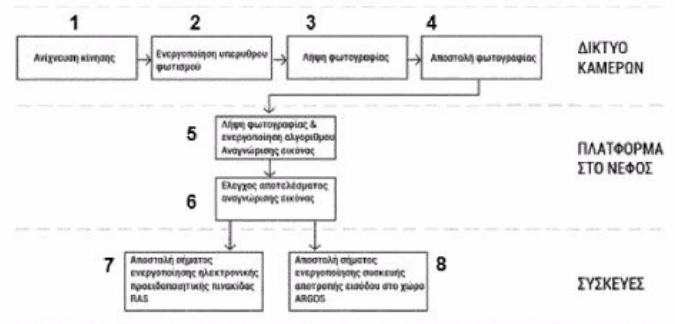 1
2
3
4
Ανίχνευση κίνησης
Ενεργοποίηση υπερυθρου
φωτισμού
Λήψη φωτογραφίας
Αποστολή φωτογραφίας
ΔΙΚΤΥΟ
ΚΑΜΕΡΩΝ
5
Λήψη φωτογραφίας &
ενεργοποίηση αλγορίθμου
Αναγνώρισης εικόνας
ΠΛΑΤΦΟΡΜΑ
ΣΤΟ ΝΕΦΟΣ
6
Ελεγχος αποτελέσματος
αναγνώρισης εικόνας
7
Αποστολή σήματος
ενεργοποίησης ηλεκτρονικής
προειδοποιητικής πινακίδας
RAS
Αποστολή σήματος
ενεργοποίησης συσκευής
αποτροπής εισόδου στο χώρο
ARGOS
8
ΣΥΣΚΕΥΕΣ